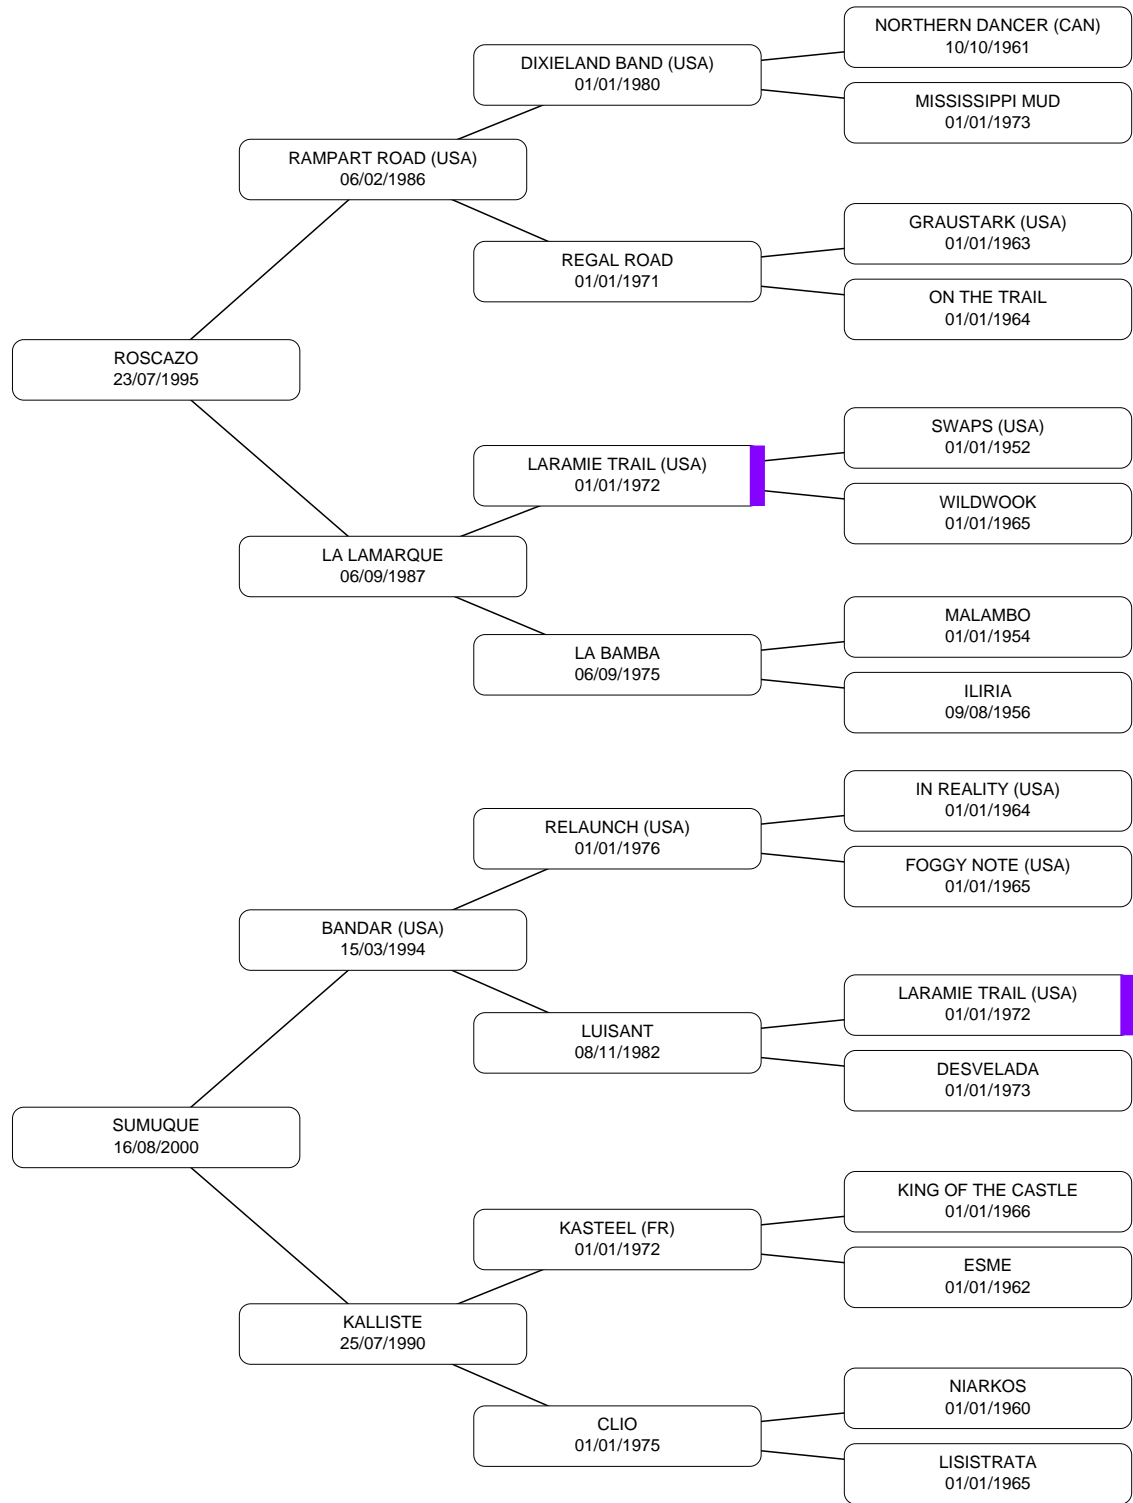 NORTHERN DANCER (CAN)
10/10/1961
DIXIELAND BAND (USA)
01/01/1980
MISSISSIPPI MUD
01/01/1973
RAMPART ROAD (USA)
06/02/1986
GRAUSTARK (USA)
01/01/1963
REGAL ROAD
01/01/1971
ON THE TRAIL
01/01/1964
ROSCAZO
23/07/1995
SWAPS (USA)
01/01/1952
LARAMIE TRAIL (USA)
01/01/1972
WILDWOOK
01/01/1965
LA LAMARQUE
06/09/1987
MALAMBO
01/01/1954
LA BAMBA
06/09/1975
ILIRIA
09/08/1956
IN REALITY (USA)
01/01/1964
RELAUNCH (USA)
01/01/1976
FOGGY NOTE (USA)
01/01/1965
BANDAR (USA)
15/03/1994
LARAMIE TRAIL (USA)
01/01/1972
LUISANT
08/11/1982
DESVELADA
01/01/1973
SUMUQUE
16/08/2000
KING OF THE CASTLE
01/01/1966
KASTEEL (FR)
01/01/1972
ESME
01/01/1962
KALLISTE
25/07/1990
NIARKOS
01/01/1960
CLIO
01/01/1975
LISISTRATA
01/01/1965